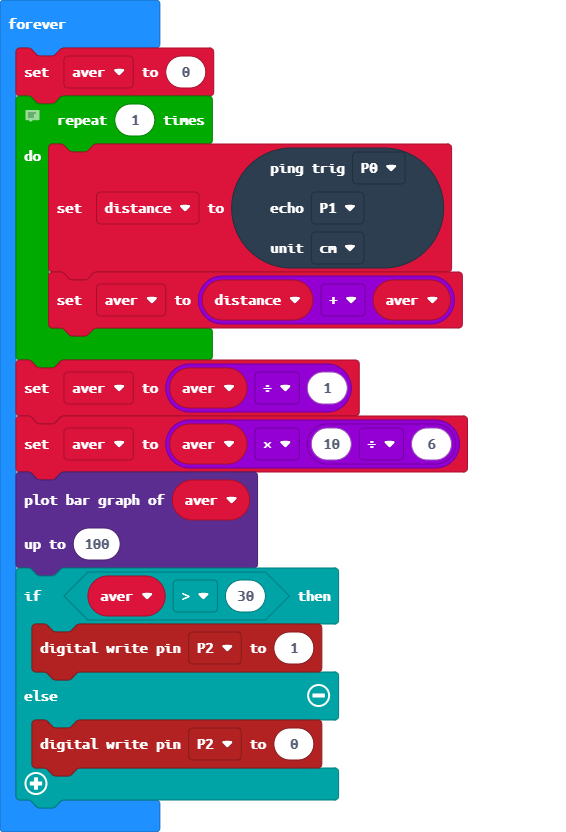 forever
set aver to 0
repeat 1 times
do
ping trig P0
set distance to echo P1
unit cm
set aver to distance + aver
set aver to aver ÷ 1
set aver to aver × 10 ÷ 6
plot bar graph of aver
up to 100
if aver > 30 then
digital write pin P2 to 1
else
digital write pin P2 to 0